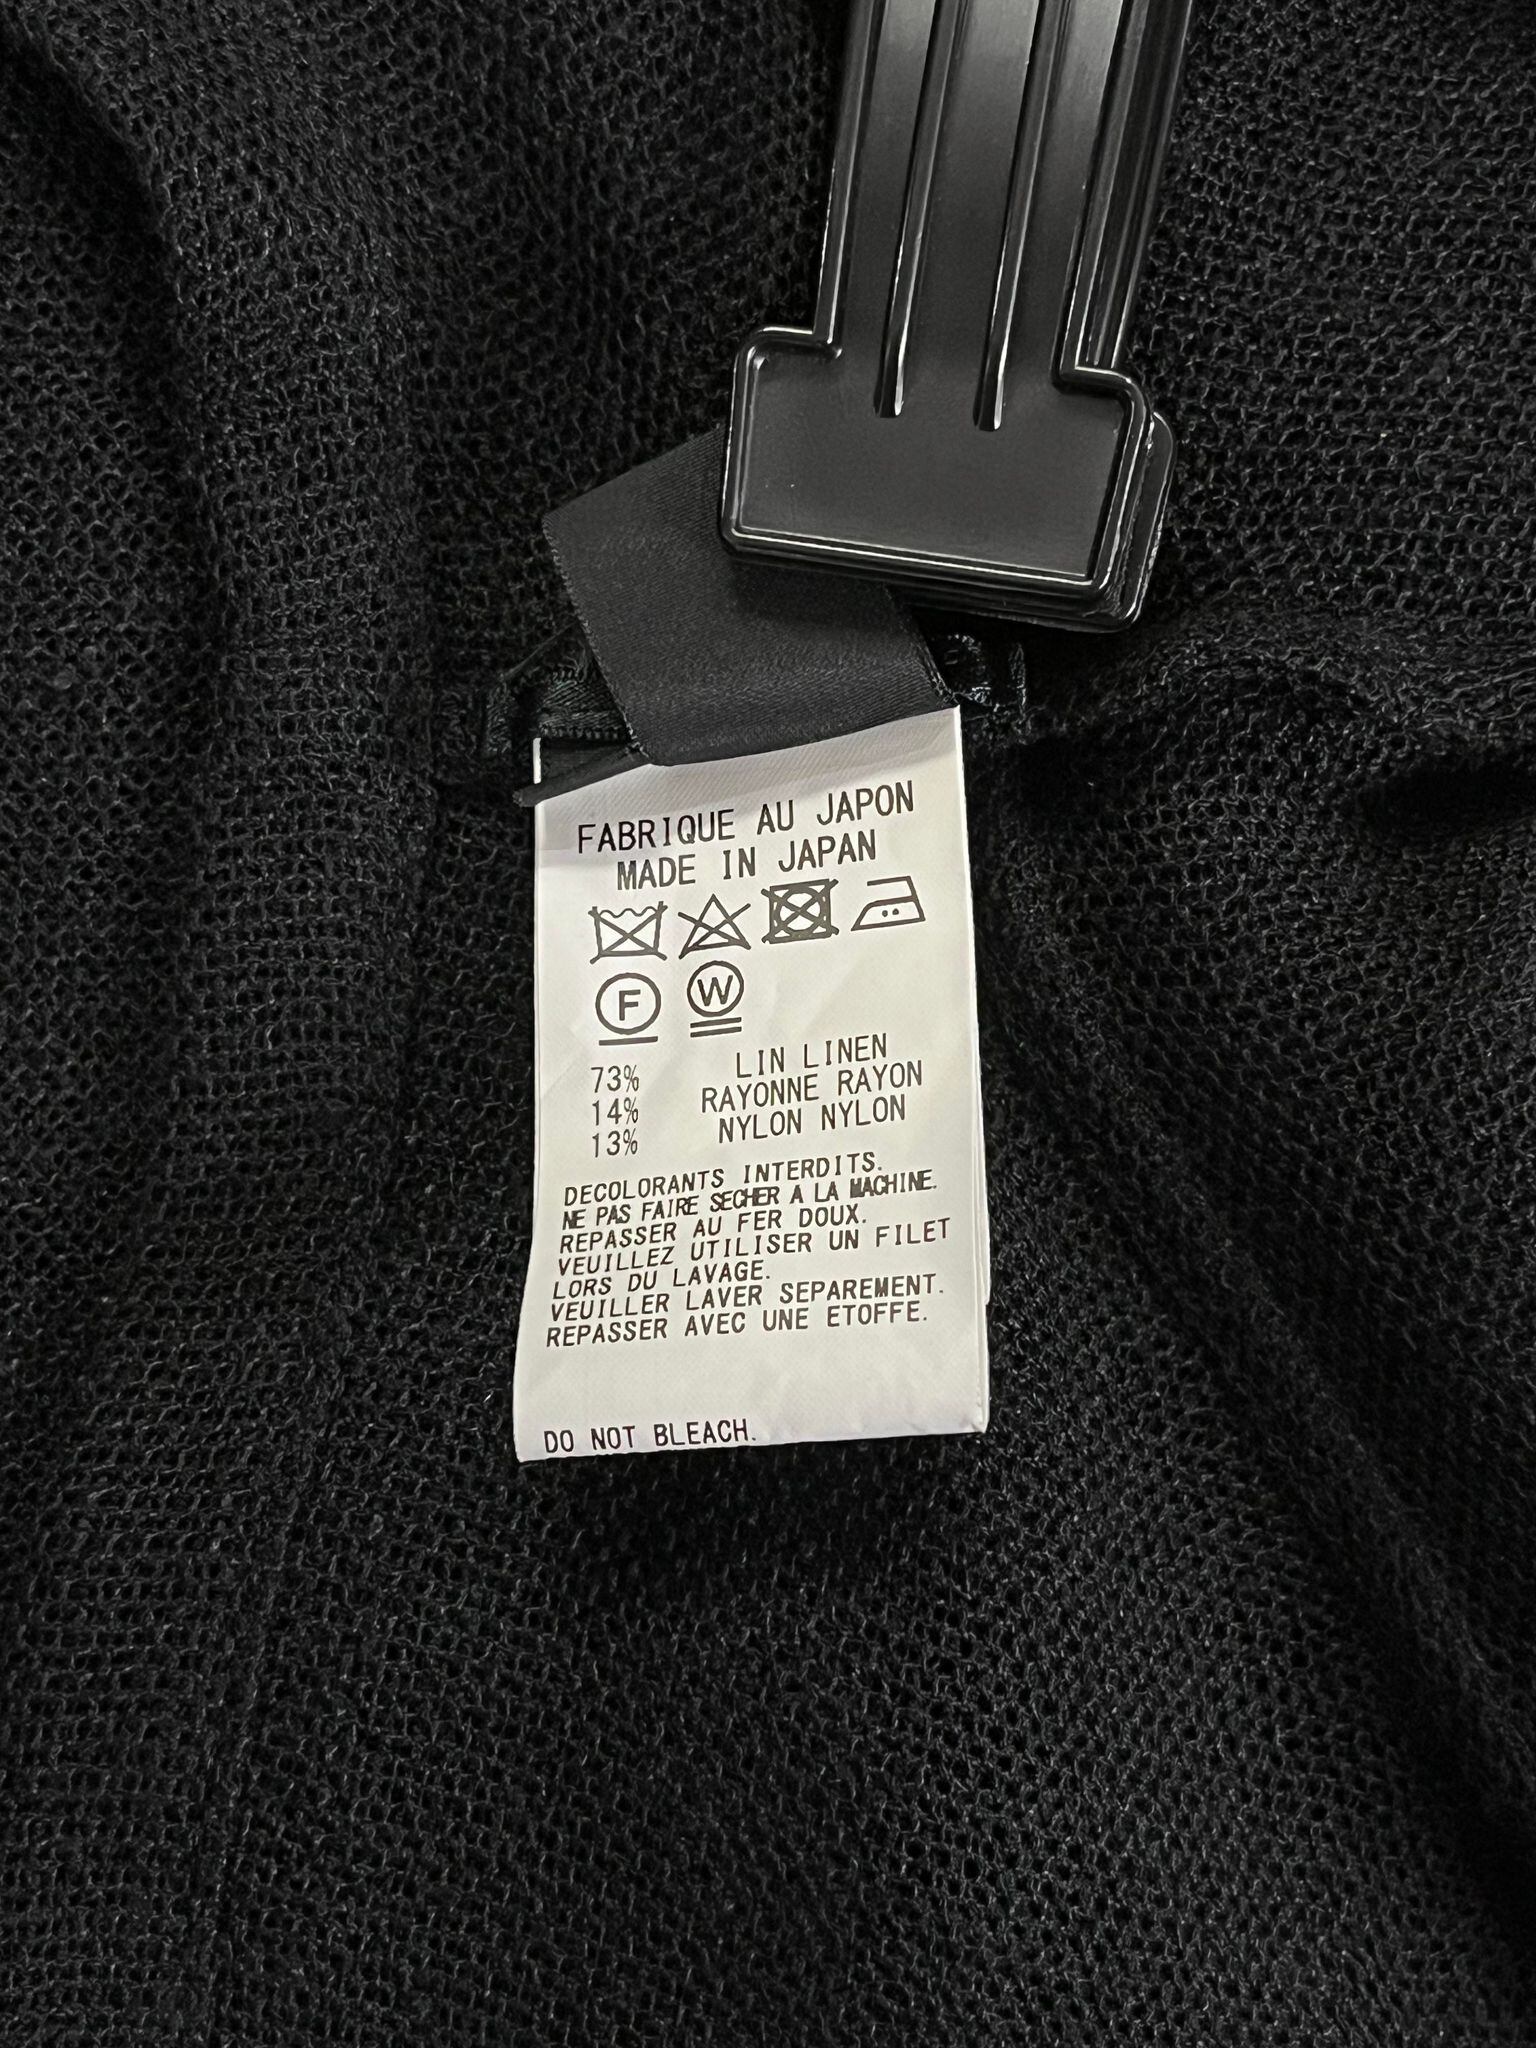 FABRIQUE AU JAPON
MADE IN JAPAN
F W
73% LIN LINEN
14% RAYONNE RAYON
13% NYLON NYLON
DECOLORANTS INTERDITS.
NE PAS FAIRE SECHER A LA MACHINE.
REPASSER AU FER DOUX.
VEUILLEZ UTILISER UN FILET
LORS DU LAVAGE.
VEUILLER LAVER SEPAREMENT.
REPASSER AVEC UNE ETOFFE.
DO NOT BLEACH.